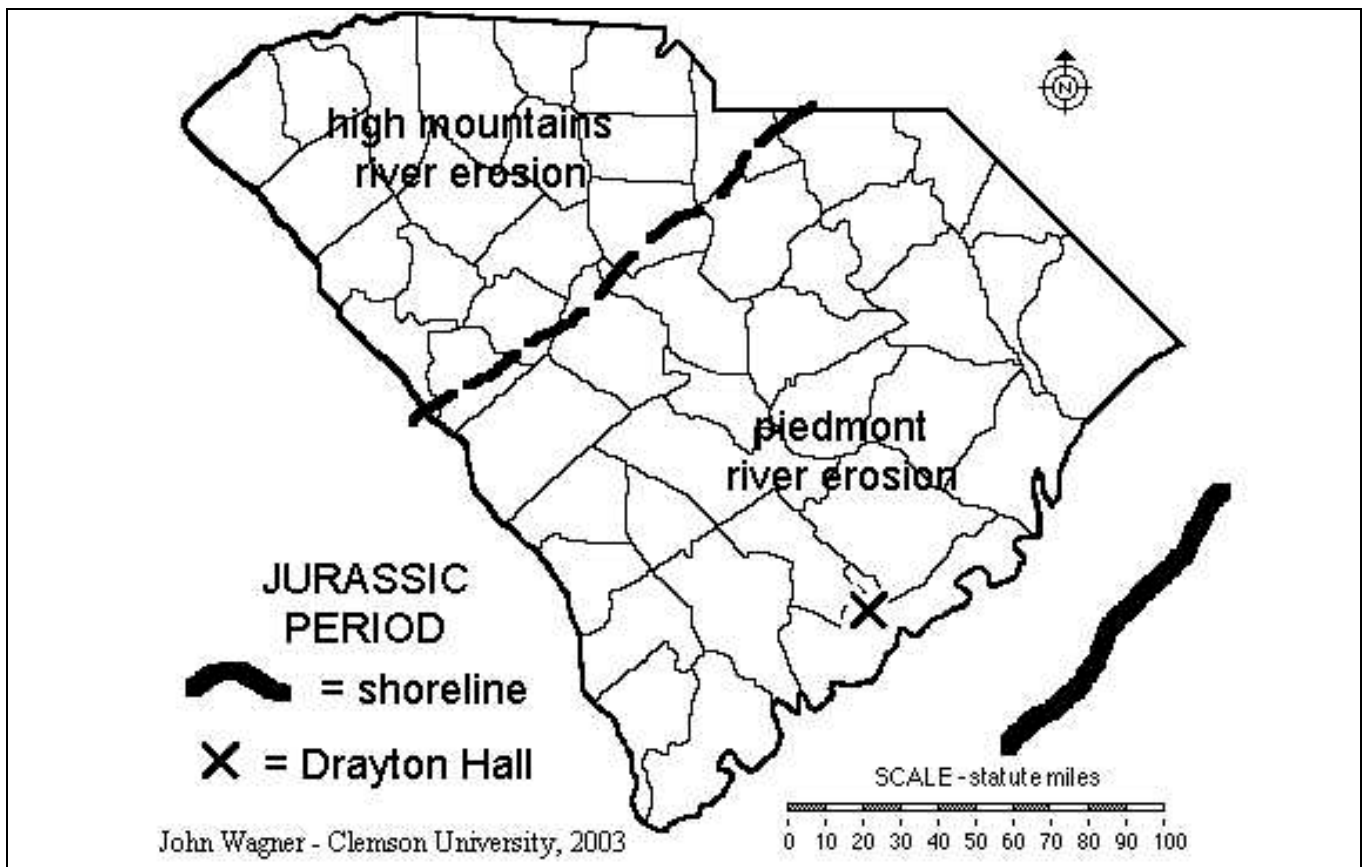 high mountains
river erosion
N
piedmont
river erosion
JURASSIC
PERIOD
= shoreline
= Drayton Hall
SCALE - statute miles
0 10 20 30 40 50 60 70 80 90 100
John Wagner - Clemson University, 2003